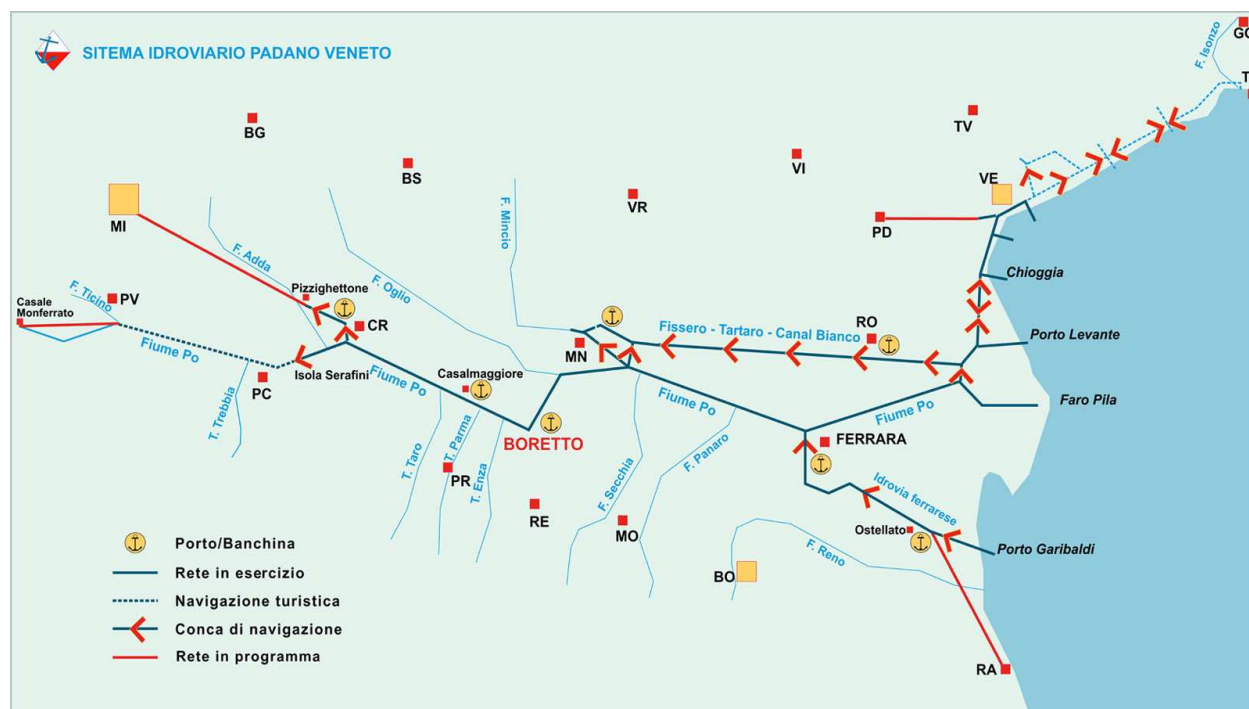 SITEMA IDROVIARIO PADANO VENETO
GO
F. Isonzo
T
BG
TV
BS
VI
VE
MI
F. Mincio
VR
PD
F. Adda
Chioggia
F. Oglio
Pizzighettone
Casale
Monferrato
F. Ticino
PV
CR
RO
Fissero - Tartaro - Canal Bianco
Porto Levante
MN
Fiume Po
Isola Serafini
Fiume Po
Casalmaggiore
PC
Fiume Po
Fiume Po
Faro Pila
T. Trebbia
BORETTO
FERRARA
T. Taro
T. Parma
T. Enza
PR
F. Secchia
F. Panaro
Idrovia ferrarese
RE
MO
Ostellato
Porto Garibaldi
BO
F. Reno
RA
Porto/Banchina
Rete in esercizio
Navigazione turistica
Conca di navigazione
Rete in programma